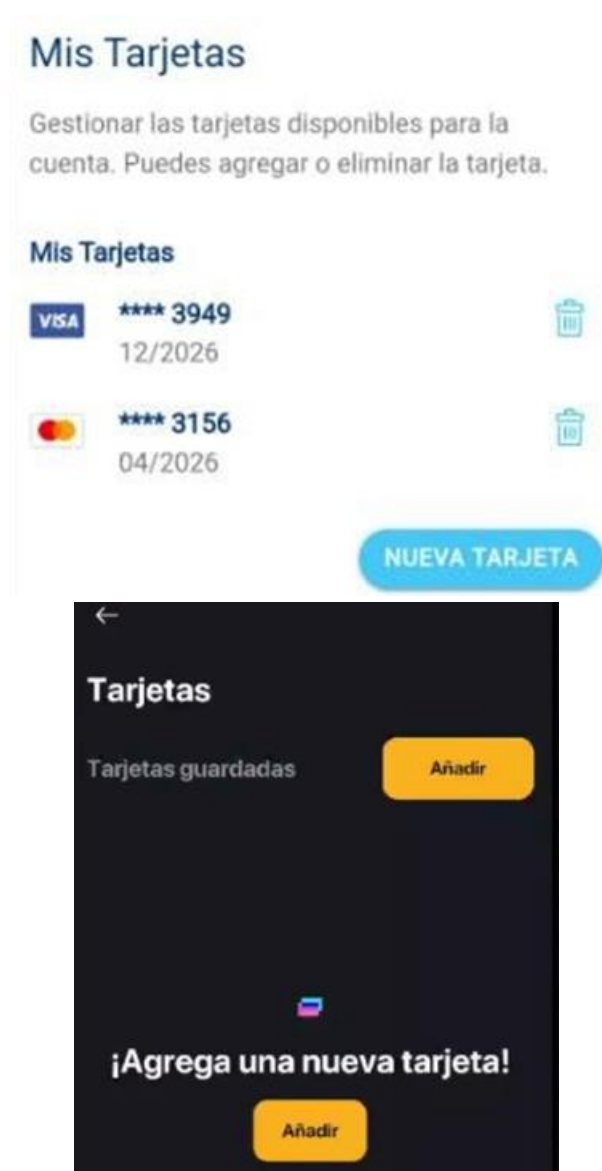 Mis Tarjetas
Gestionar las tarjetas disponibles para la
cuenta. Puedes agregar o eliminar la tarjeta.
Mis Tarjetas
VISA **** 3949
12/2026
**** 3156
04/2026
NUEVA TARJETA
Tarjetas
Tarjetas guardadas Añadir
¡Agrega una nueva tarjeta!
Añadir